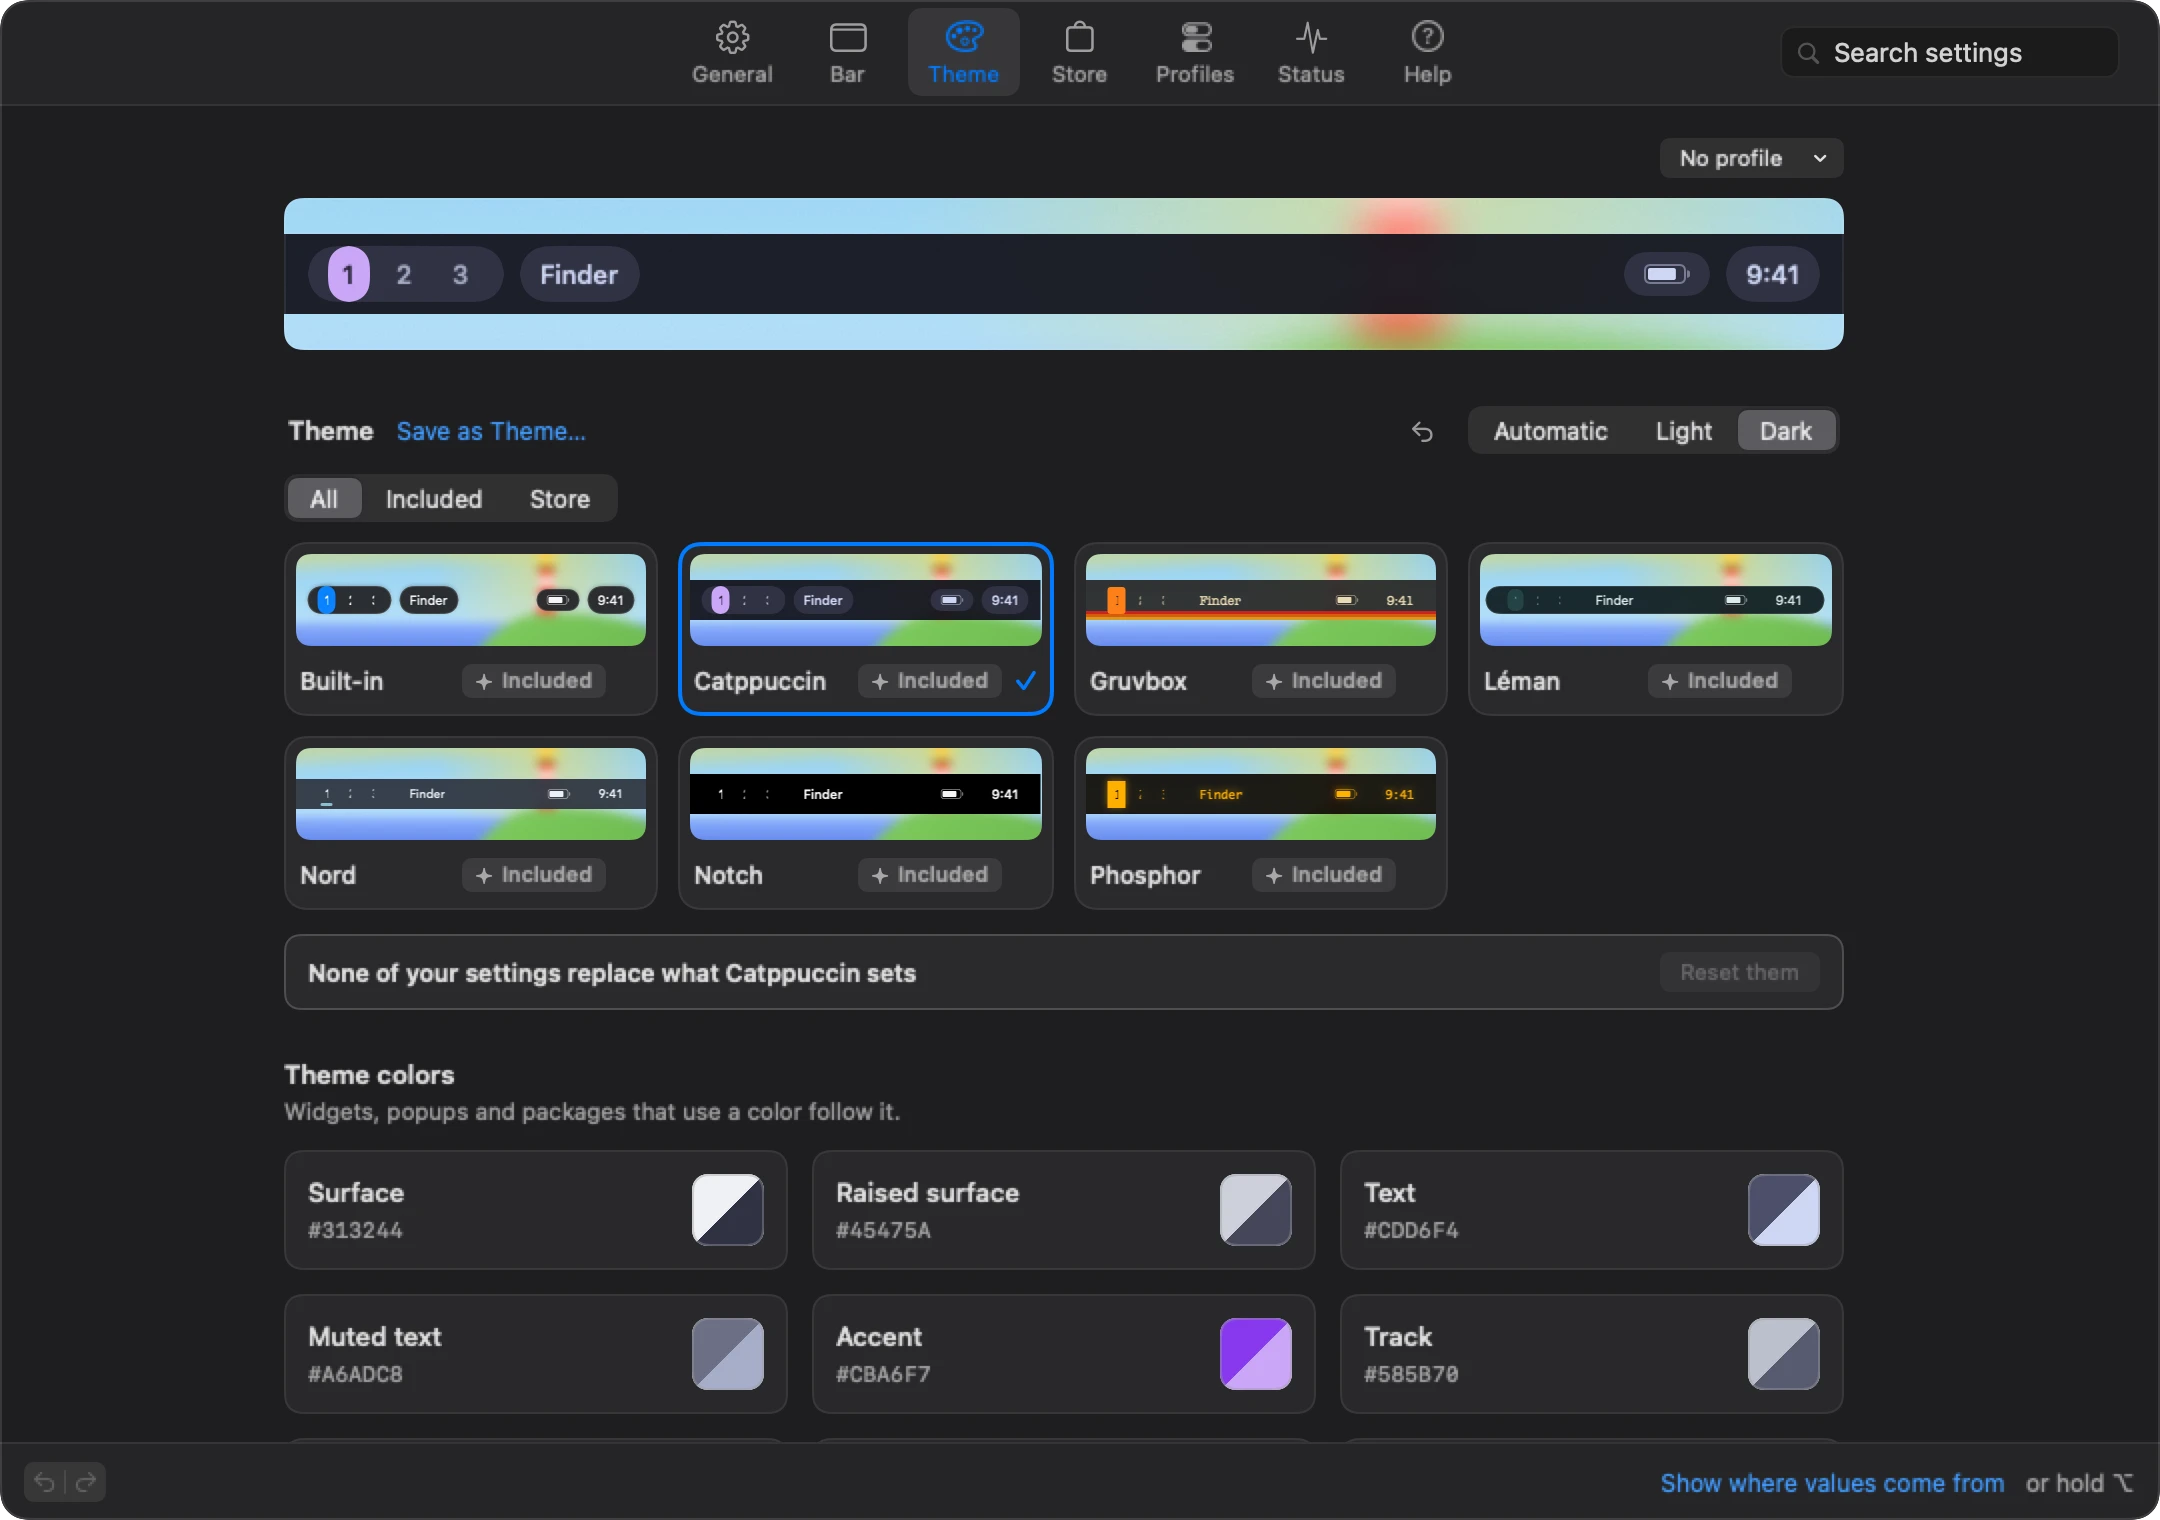 General
Bar
Theme
Store
Profiles
Status
Help
Search settings
No profile
1 2 3 Finder 9:41
Theme Save as Theme...
Automatic Light Dark
All Included Store
1 Finder 9:41
Built-in Included
1 Finder 9:41
Catppuccin Included
Finder 9:41
Gruvbox Included
Finder 9:41
Léman Included
1 Finder 9:41
Nord Included
1 Finder 9:41
Notch Included
1 Finder 9:41
Phosphor Included
None of your settings replace what Catppuccin sets
Reset them
Theme colors
Widgets, popups and packages that use a color follow it.
Surface
#313244
Raised surface
#45475A
Text
#CDD6F4
Muted text
#A6ADC8
Accent
#CBA6F7
Track
#585B70
Show where values come from or hold ⌥